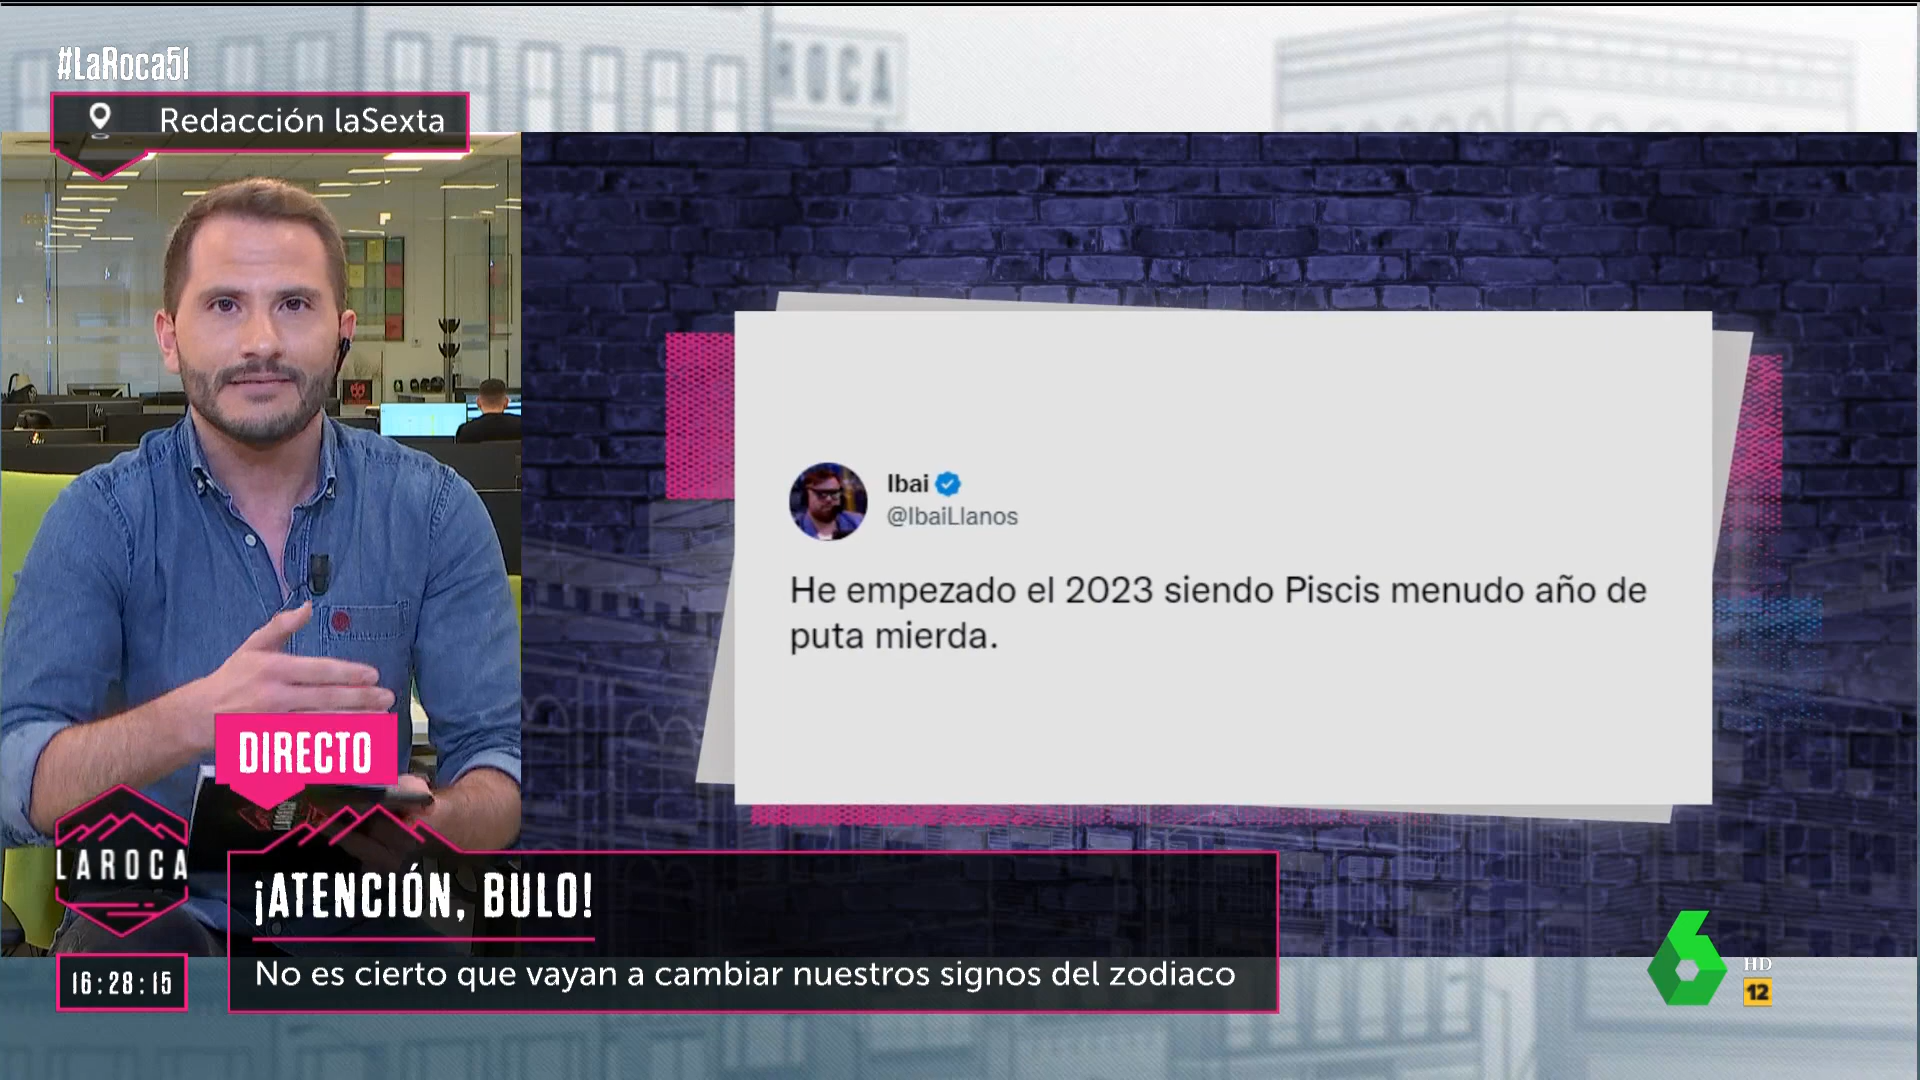 #LaRoca51
ROCA
Redacción laSexta
Ibai
@IbaiLlanos
He empezado el 2023 siendo Piscis menudo año de
puta mierda.
DIRECTO
LAROCA
¡ATENCIÓN, BULO!
No es cierto que vayan a cambiar nuestros signos del zodiaco
16:28:15
HD
12